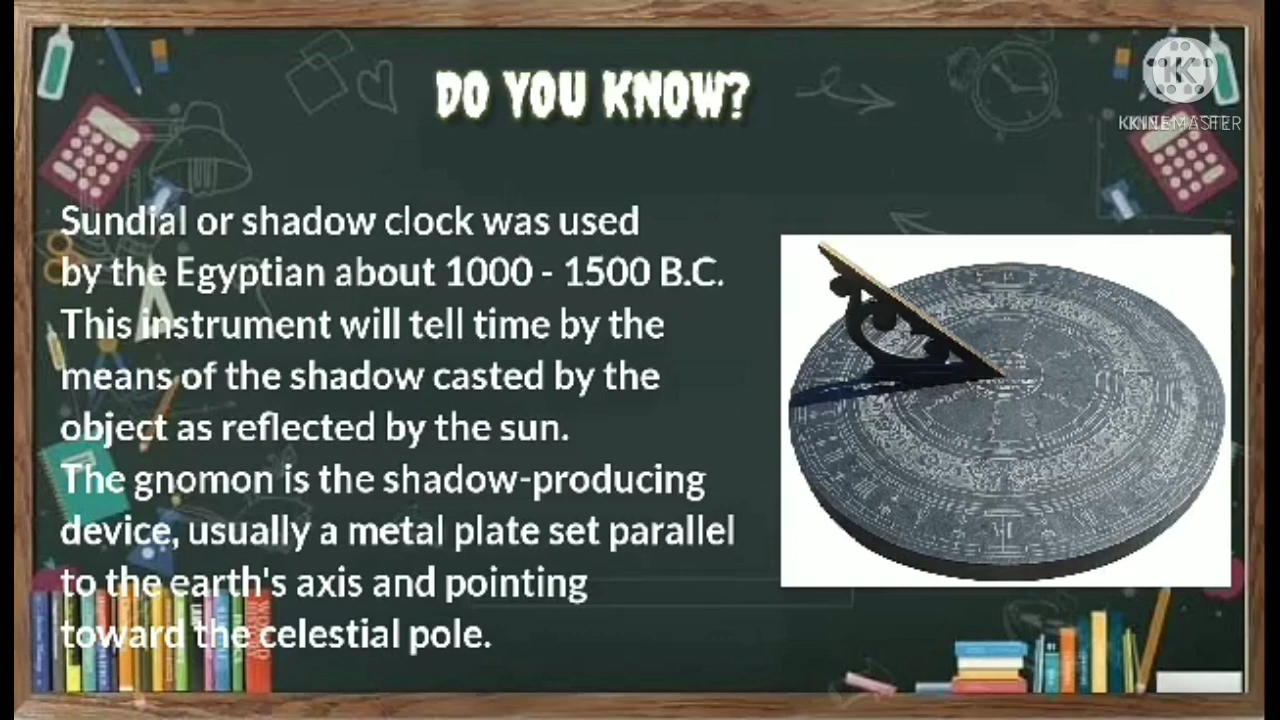 DO YOU KNOW?
KINEMASTER
Sundial or shadow clock was used
by the Egyptian about 1000 - 1500 B.C.
This instrument will tell time by the
means of the shadow casted by the
object as reflected by the sun.
The gnomon is the shadow-producing
device, usually a metal plate set parallel
to the earth's axis and pointing
toward the celestial pole.